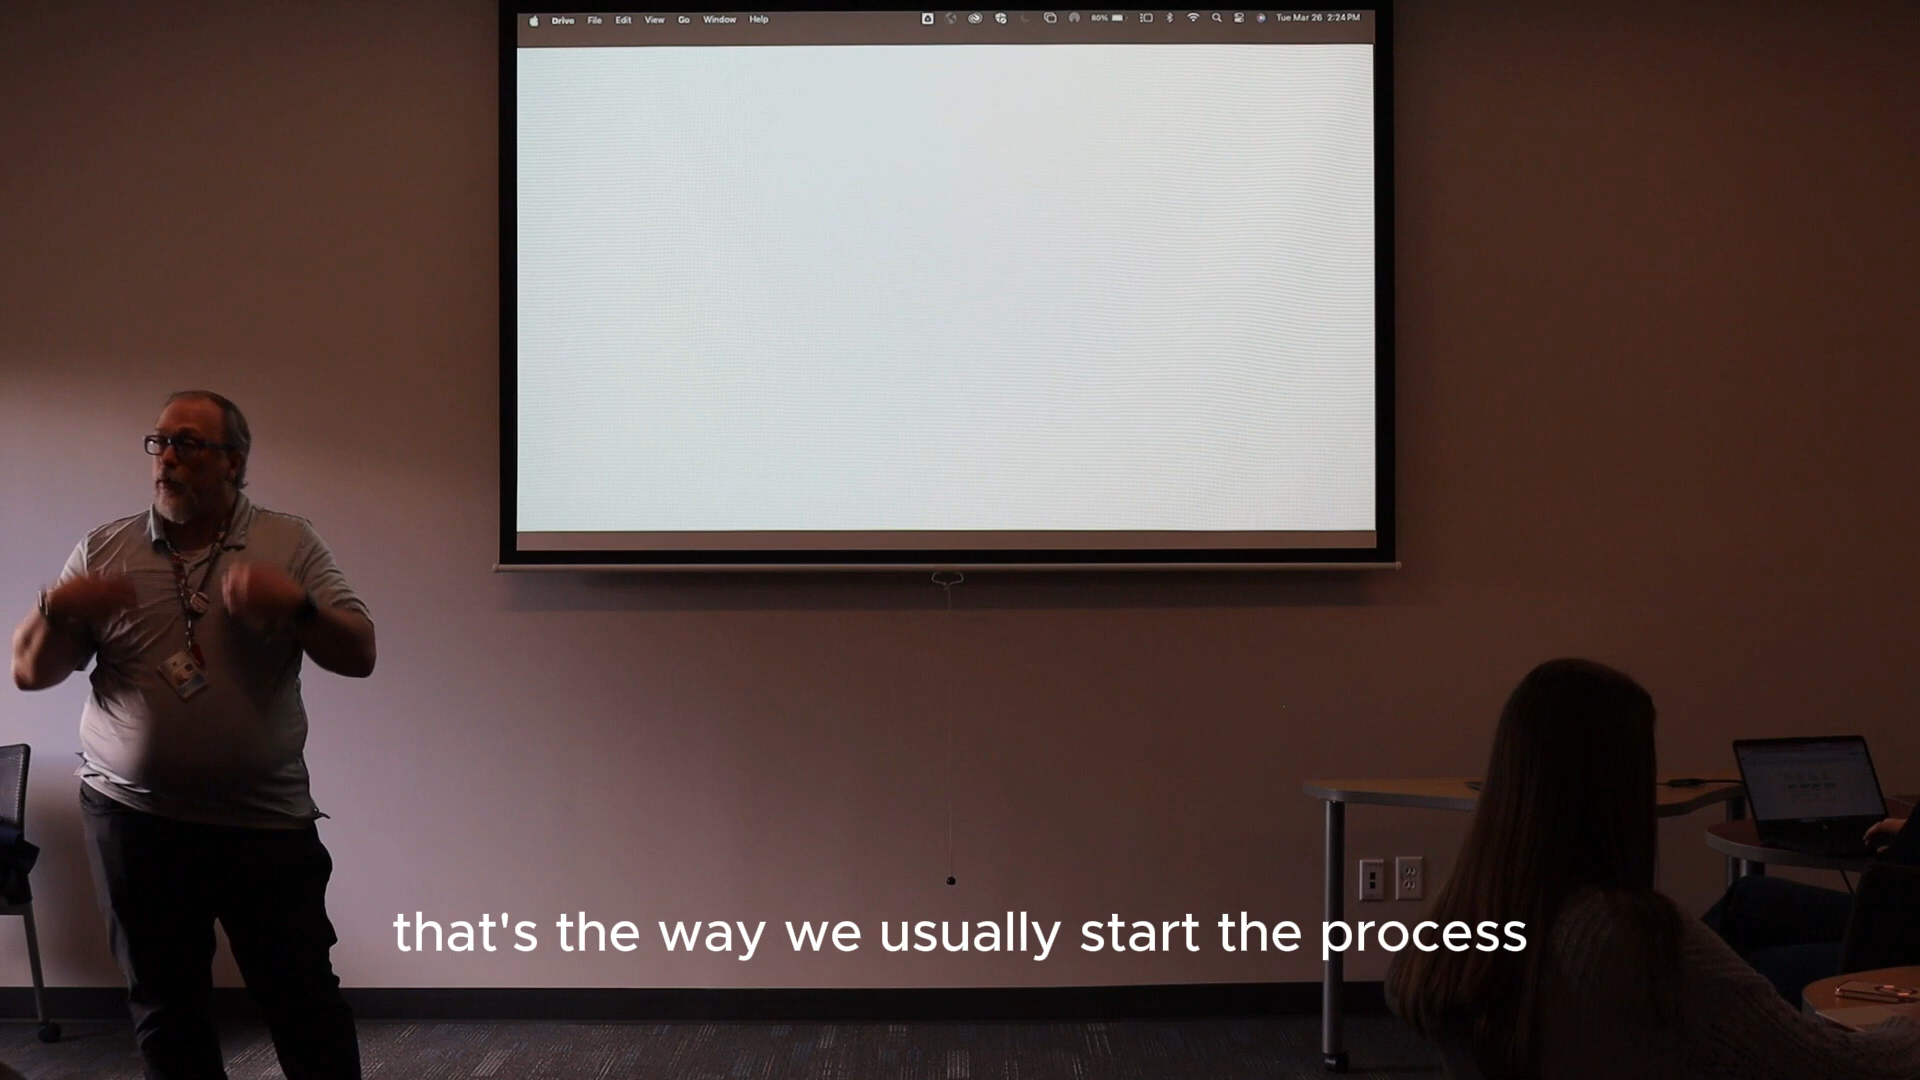 Drive File Edit View Go Window Help 80% Tue Mar 26 2:24 PM
that's the way we usually start the process